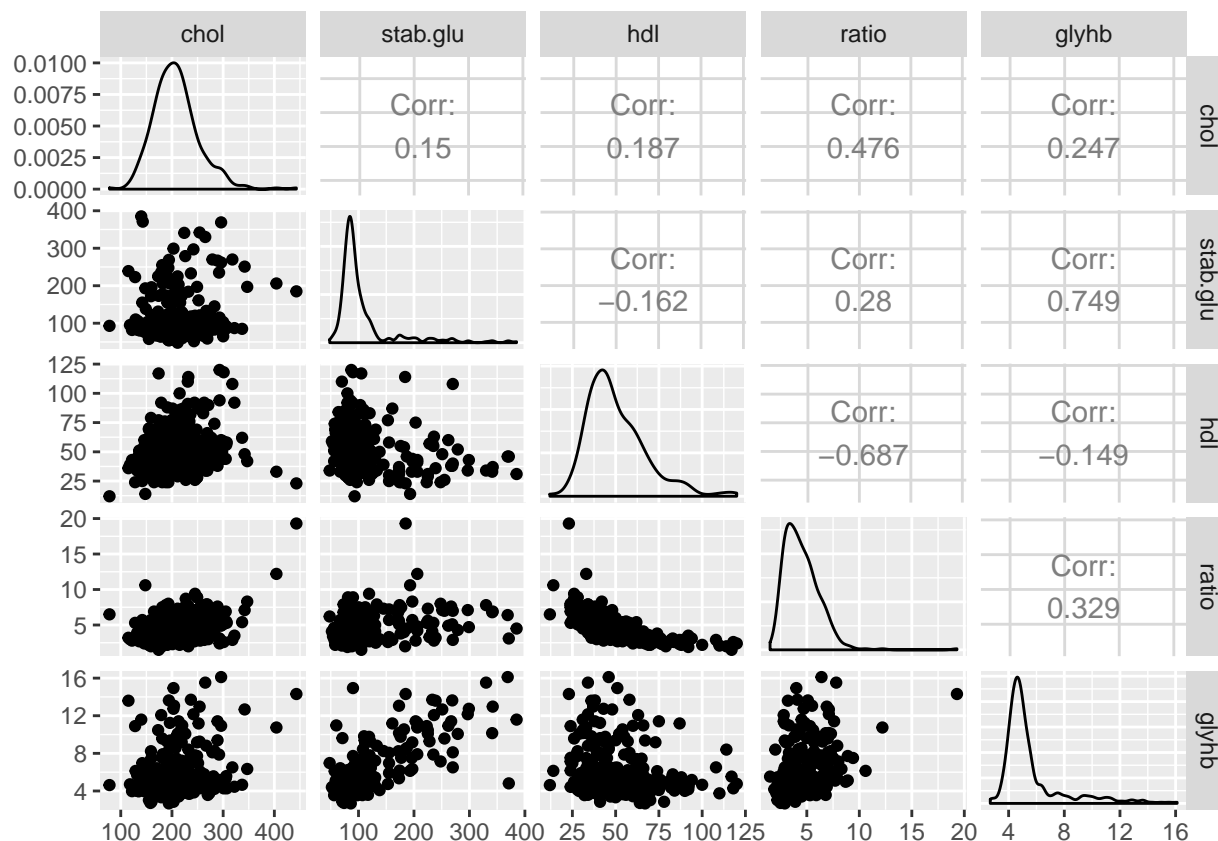 chol stab.glu hdl ratio glyhb
0.0100
0.0075
0.0050
0.0025
0.0000
Corr:
0.15
Corr:
0.187
Corr:
0.476
Corr:
0.247
chol
400
300
200
100
Corr:
−0.162
Corr:
0.28
Corr:
0.749
stab.glu
125
100
75
50
25
Corr:
−0.687
Corr:
−0.149
hdl
20
15
10
5
Corr:
0.329
ratio
16
12
8
4
glyhb
100 200 300 400
100 200 300 400
25 50 75 100 125
5 10 15 20
4 8 12 16